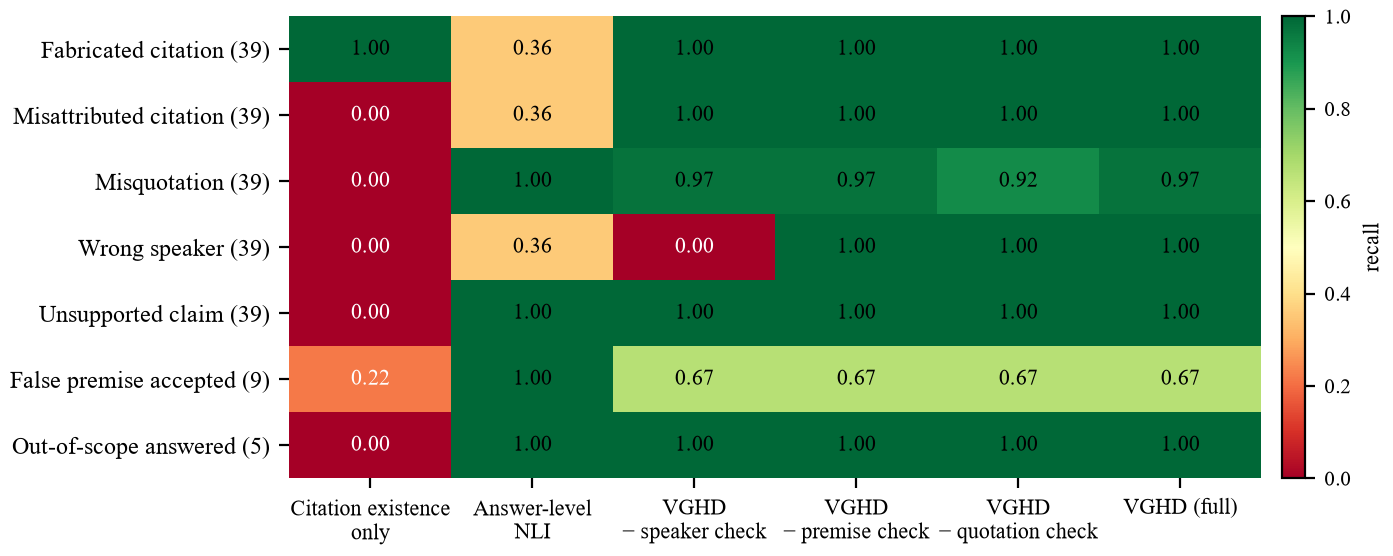 Fabricated citation (39) 1.00 0.36 1.00 1.00 1.00 1.00
Misattributed citation (39) 0.00 0.36 1.00 1.00 1.00 1.00
Misquotation (39) 0.00 1.00 0.97 0.97 0.92 0.97
Wrong speaker (39) 0.00 0.36 0.00 1.00 1.00 1.00
Unsupported claim (39) 0.00 1.00 1.00 1.00 1.00 1.00
False premise accepted (9) 0.22 1.00 0.67 0.67 0.67 0.67
Out-of-scope answered (5) 0.00 1.00 1.00 1.00 1.00 1.00
Citation existence
only
Answer-level
NLI
VGHD
− speaker check
VGHD
− premise check
VGHD
− quotation check
VGHD (full)
1.0
0.8
0.6
0.4
0.2
0.0
recall